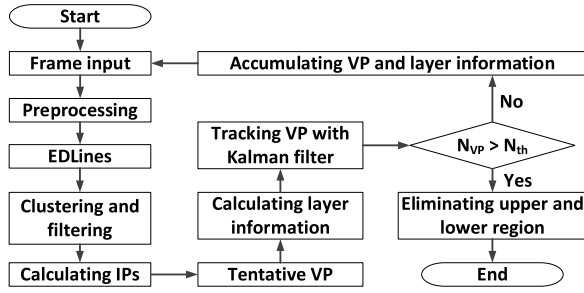 Start
Frame input
Accumulating VP and layer information
Preprocessing
EDLines
Clustering and
filtering
Calculating IPs
Tentative VP
Calculating layer
information
Tracking VP with
Kalman filter
N_VP > N_th
No
Yes
Eliminating upper and
lower region
End